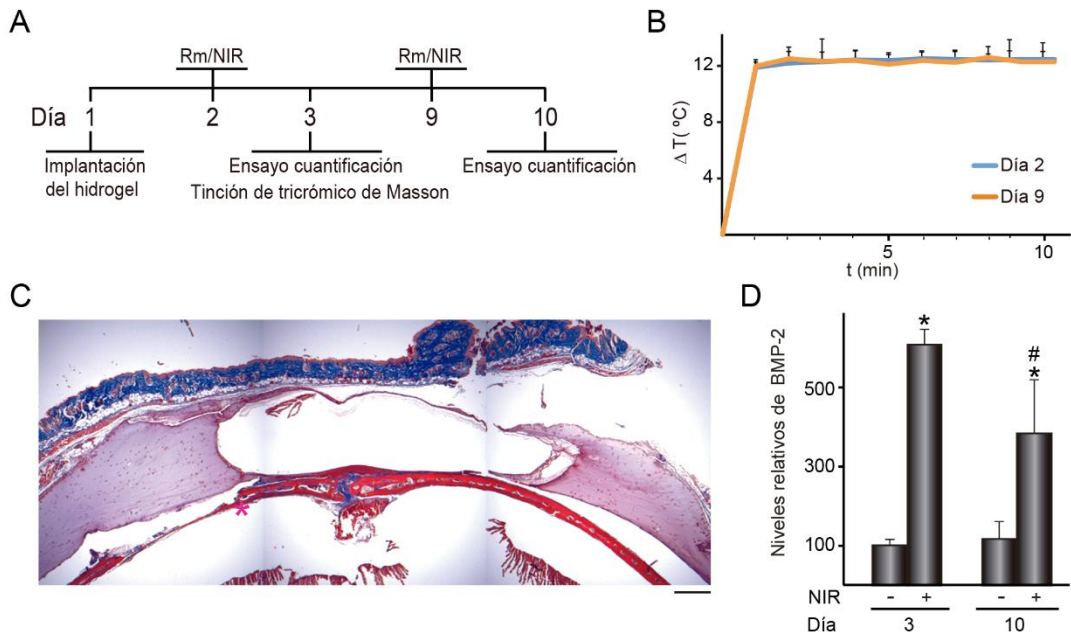 A
Rm/NIR
Rm/NIR
Día 1 2 3 9 10
Implantación
del hidrogel
Ensayo cuantificación
Tinción de tricrómico de Masson
Ensayo cuantificación
B
Δ T( ºC)
12
8
4
Día 2
Día 9
5
10
t (min)
C
*
D
Niveles relativos de BMP-2
500
300
100
*
#
*
NIR - + - +
Día 3 10